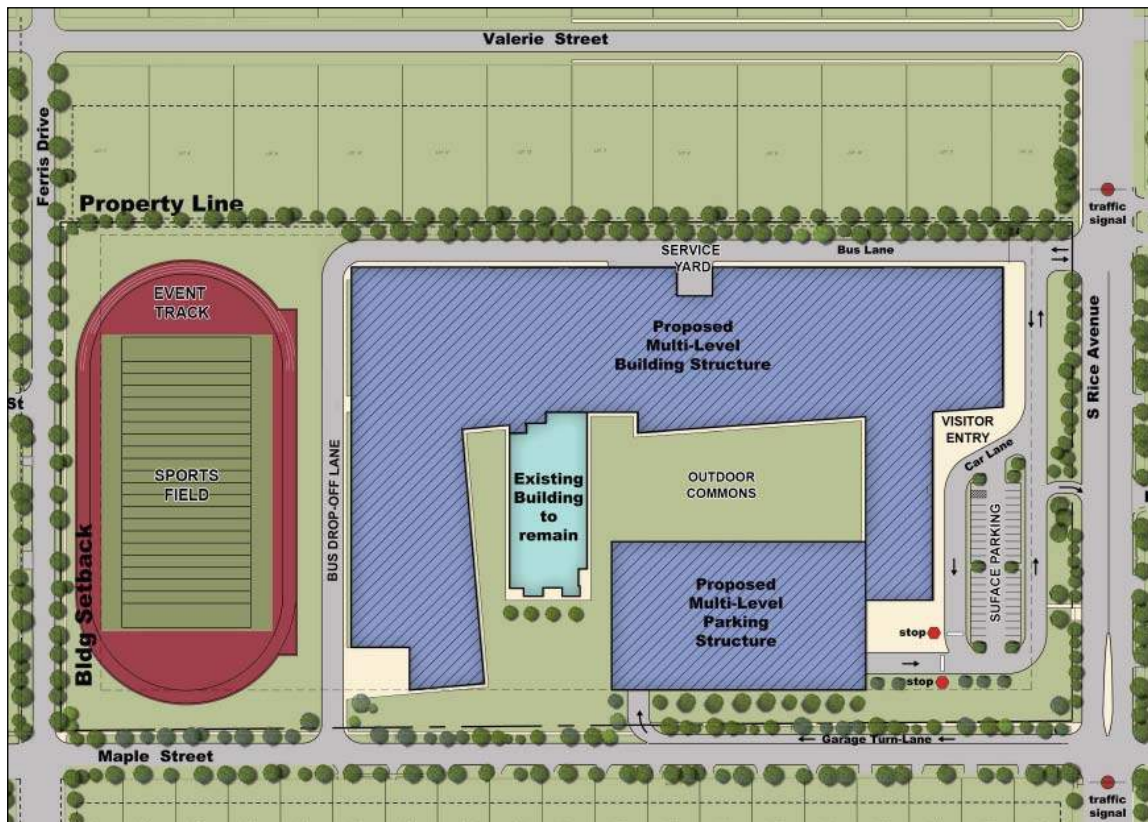 Valerie Street
Ferris Drive
Property Line
traffic
signal
SERVICE
YARD
Bus Lane
EVENT
TRACK
Proposed
Multi-Level
Building Structure
S Rice Avenue
St
VISITOR
ENTRY
Car Lane
SPORTS
FIELD
BUS DROP-OFF LANE
Existing
Building
to
remain
OUTDOOR
COMMONS
SUFACE PARKING
Bldg Setback
Proposed
Multi-Level
Parking
Structure
stop
stop
Garage Turn-Lane
Maple Street
traffic
signal